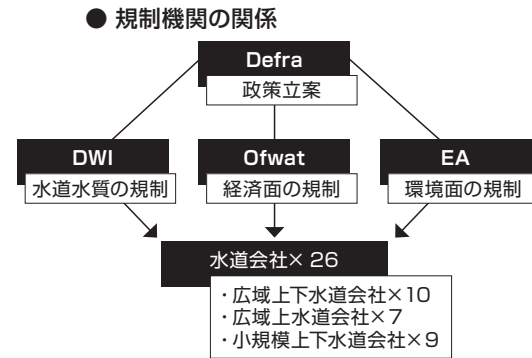 ● 規制機関の関係
Defra
政策立案
DWI
水道水質の規制
Ofwat
経済面の規制
EA
環境面の規制
水道会社×26
・広域上下水道会社×10
・広域上水道会社×7
・小規模上下水道会社×9